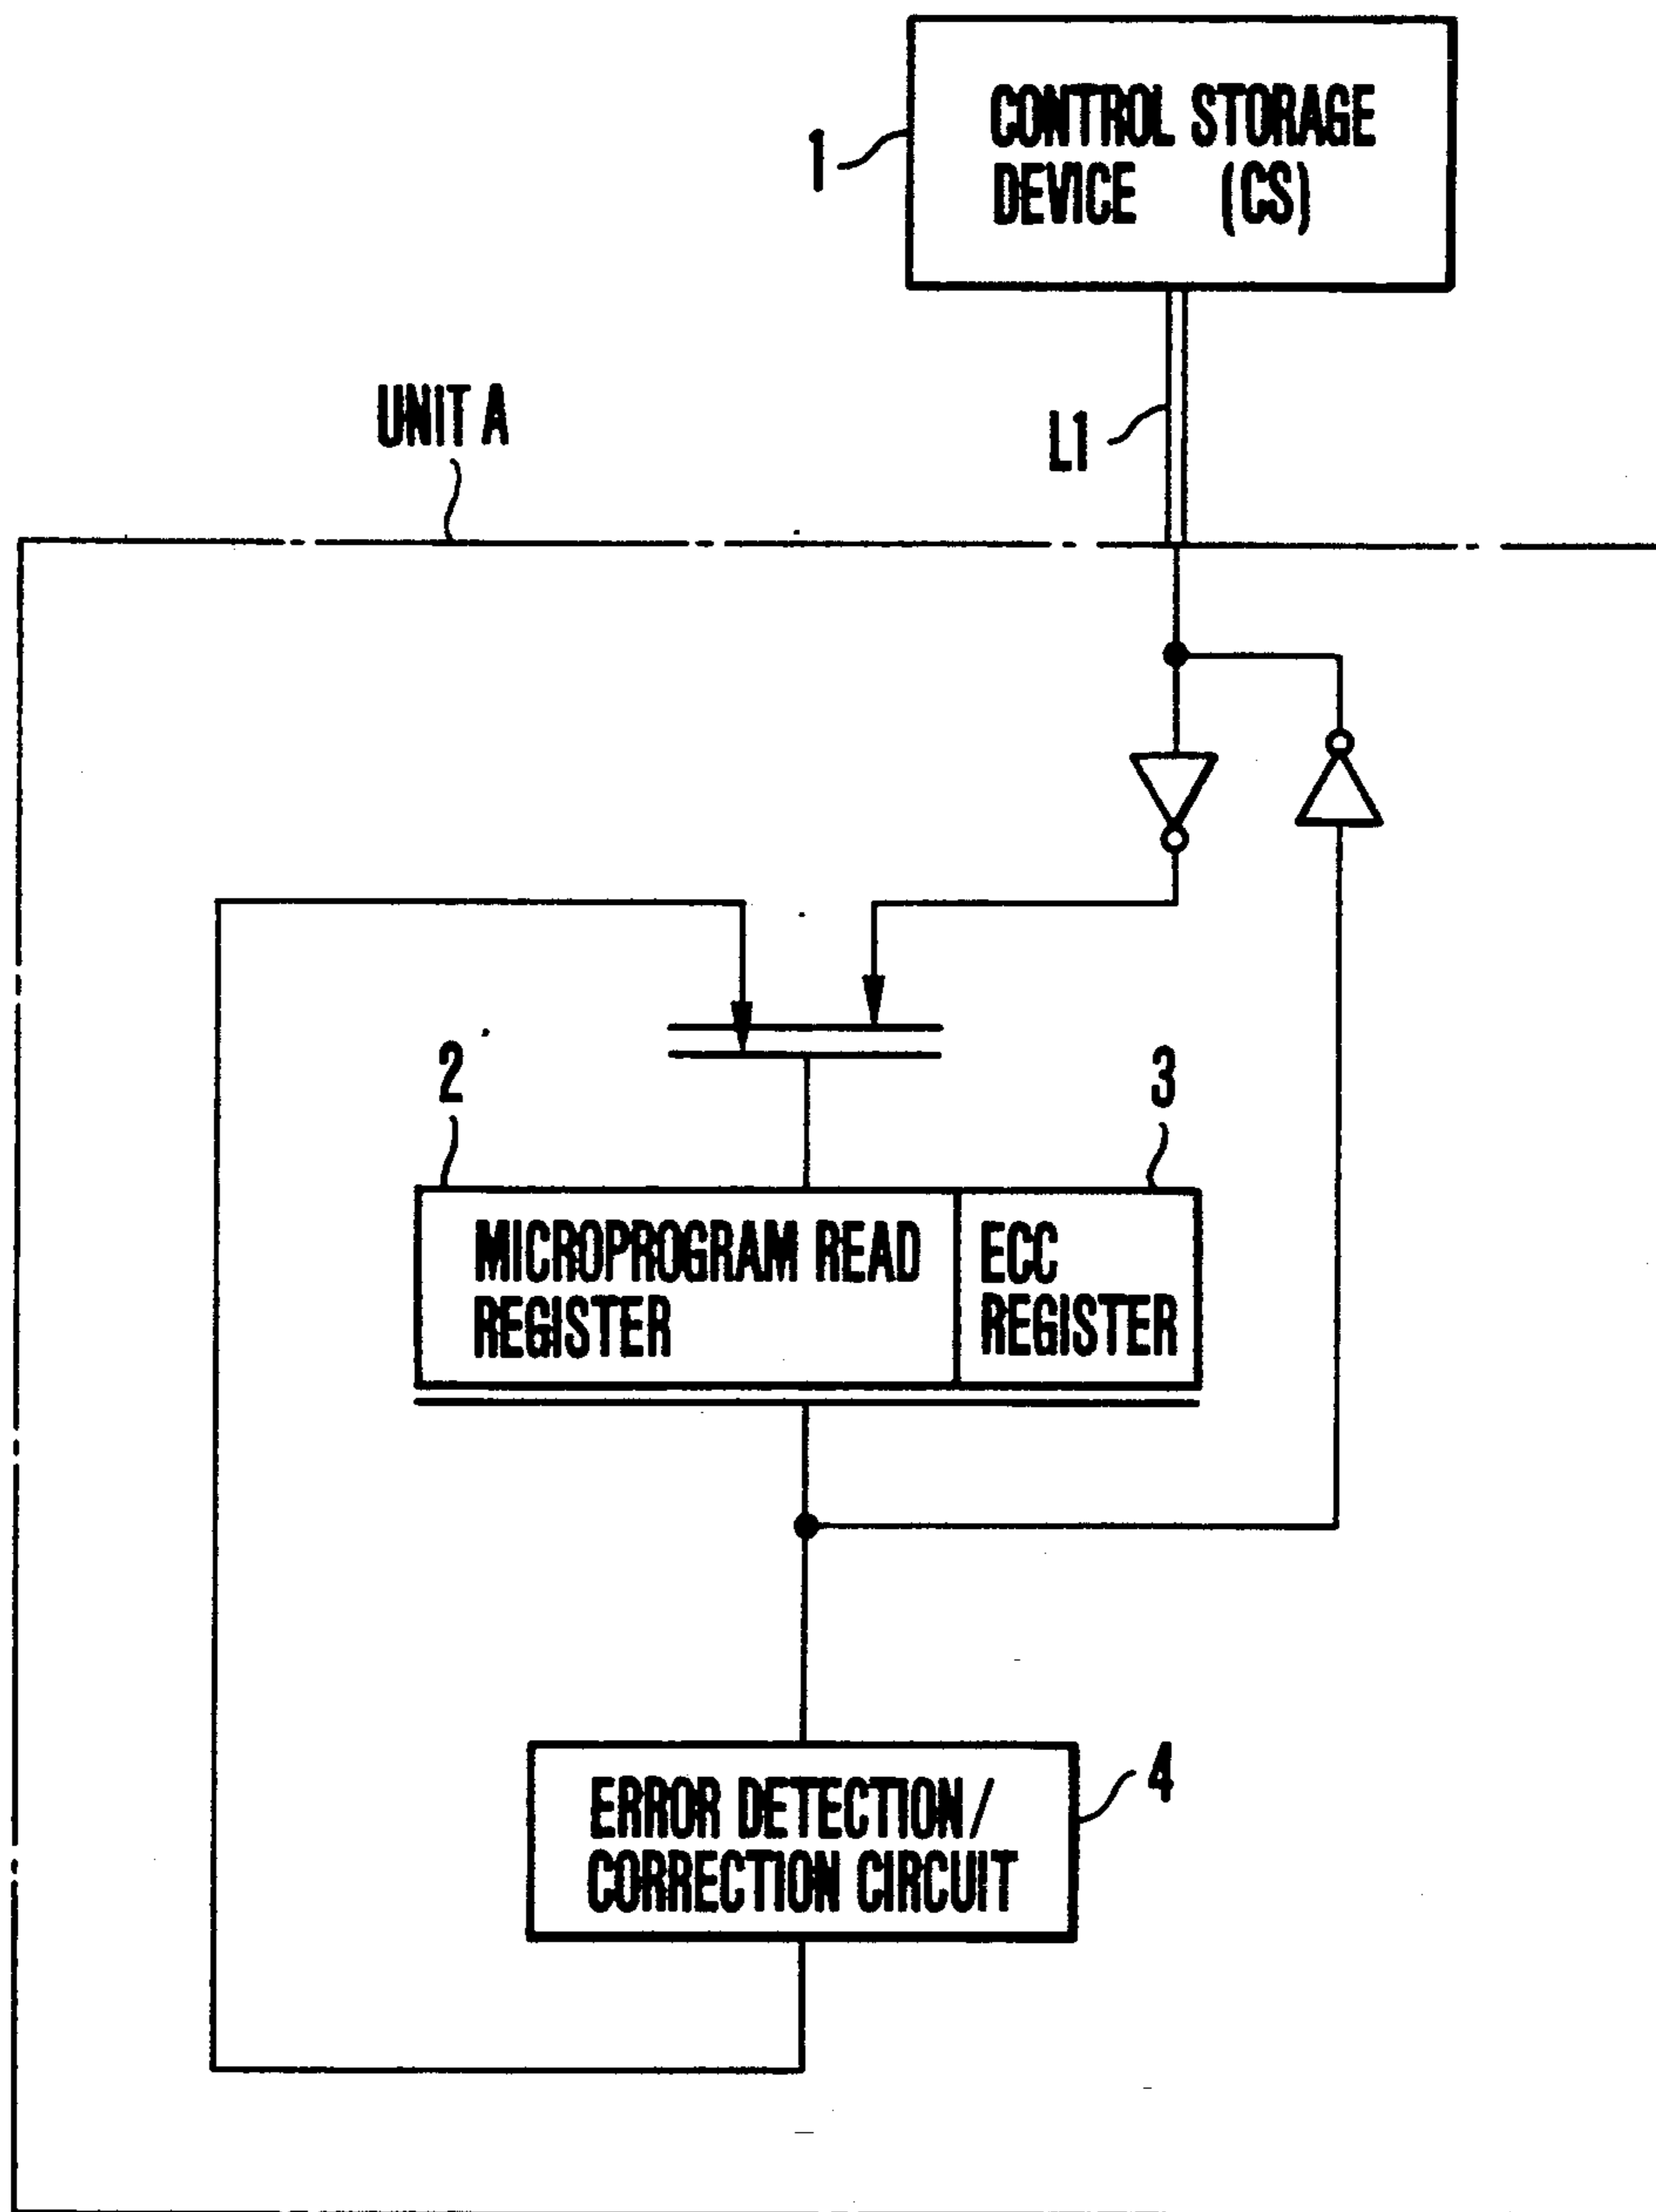 CONTROL STORAGE
DEVICE (CS)
1
UNIT A
L1
2
3
MICROPROGRAM READ
REGISTER
ECC
REGISTER
ERROR DETECTION/
CORRECTION CIRCUIT
4